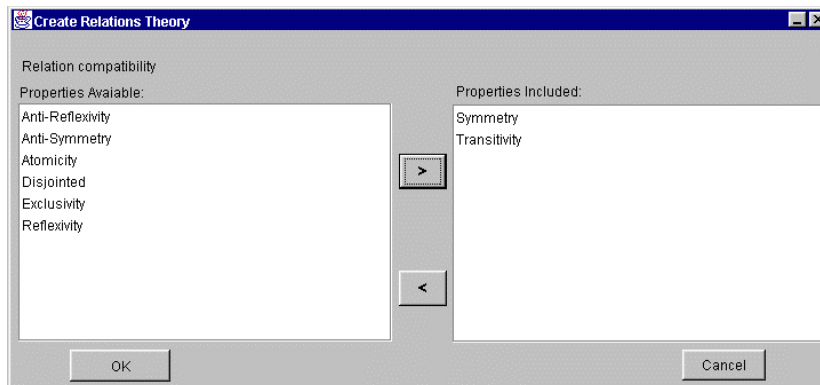 Create Relations Theory
Relation compatibility
Properties Avaiable:
Anti-Reflexivity
Anti-Symmetry
Atomicity
Disjointed
Exclusivity
Reflexivity
>
<
Properties Included:
Symmetry
Transitivity
OK
Cancel